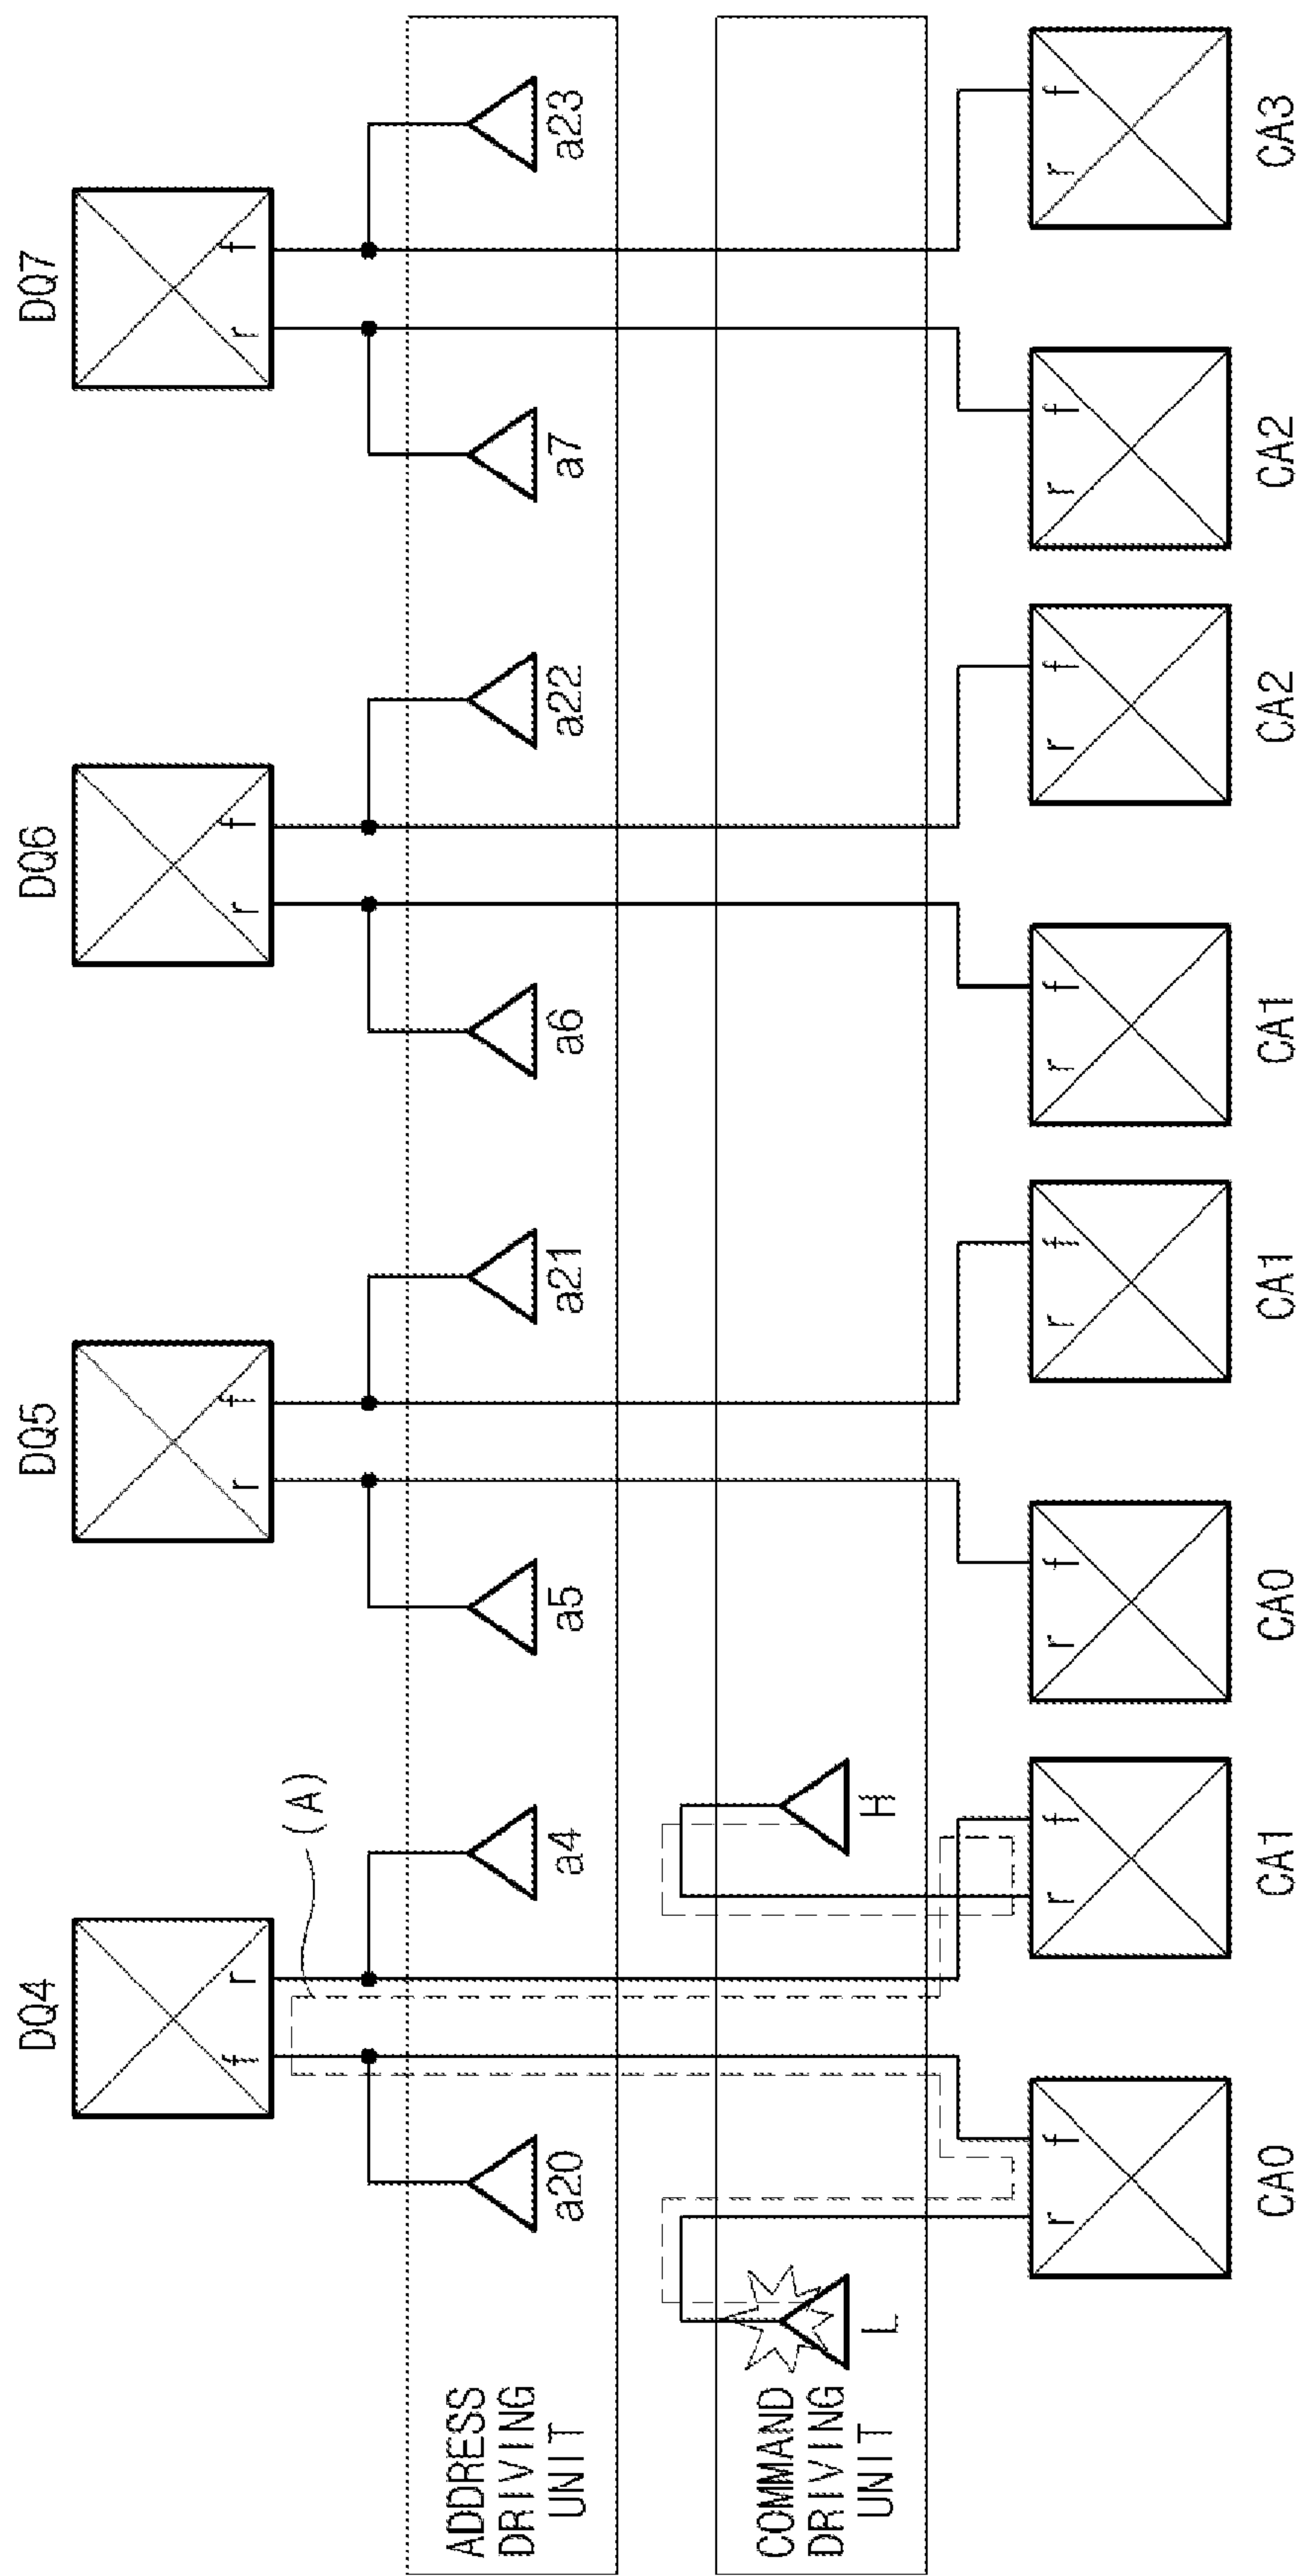 DQ4
DQ5
DQ6
DQ7
f r
r f
r f
r f
(A)
ADDRESS
DRIVING
UNIT
a20
a4
a5
a21
a6
a22
a7
a23
COMMAND
DRIVING
UNIT
L
H
r f
r f
r f
r f
r f
r f
r f
r f
CA0
CA1
CA0
CA1
CA1
CA2
CA2
CA3